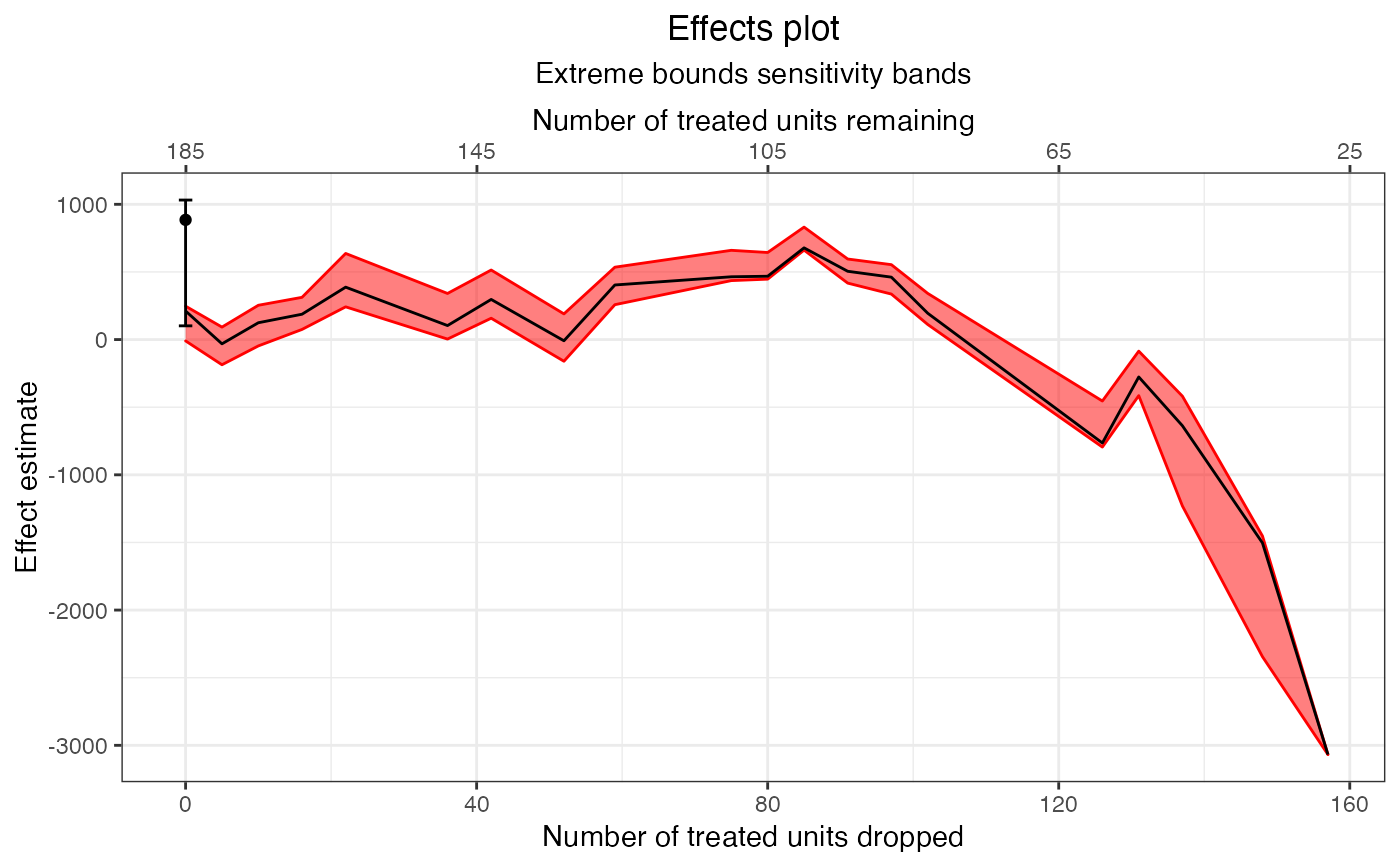 Effects plot
Extreme bounds sensitivity bands
Number of treated units remaining
185 145 105 65 25
1000
0
-1000
-2000
-3000
Effect estimate
0 40 80 120 160
Number of treated units dropped